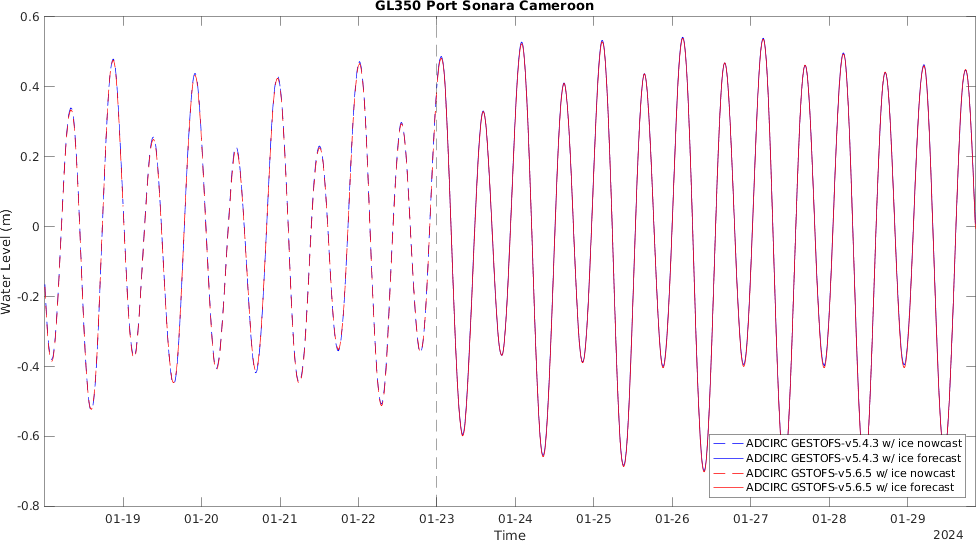 GL350 Port Sonara Cameroon
0.6
0.4
0.2
0
-0.2
-0.4
-0.6
-0.8
Water Level (m)
ADCIRC GESTOFS-v5.4.3 w/ ice nowcast
ADCIRC GESTOFS-v5.4.3 w/ ice forecast
ADCIRC GSTOFS-v5.6.5 w/ ice nowcast
ADCIRC GSTOFS-v5.6.5 w/ ice forecast
01-19 01-20 01-21 01-22 01-23 01-24 01-25 01-26 01-27 01-28 01-29
Time
2024